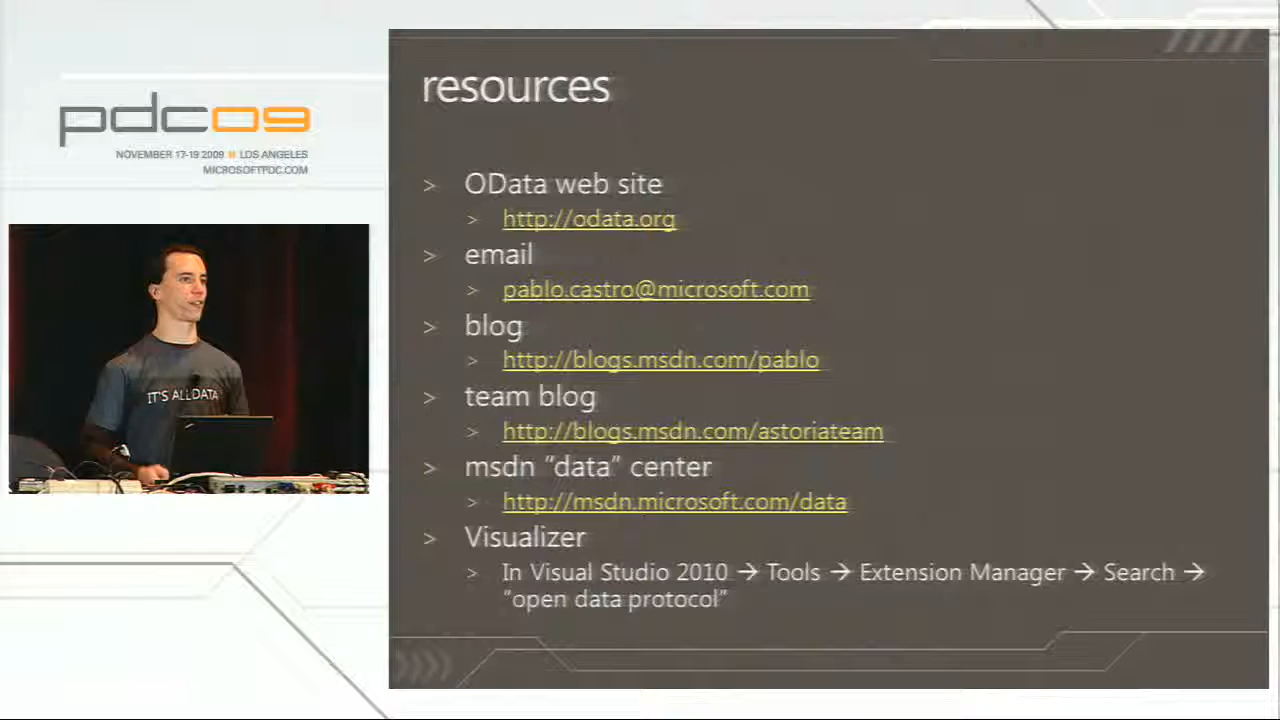 pdc09
NOVEMBER 17-19 2009 LOS ANGELES
MICROSOFTPDC.COM
IT'S ALL DATA
resources
> OData web site
> http://odata.org
> email
> pablo.castro@microsoft.com
> blog
> http://blogs.msdn.com/pablo
> team blog
> http://blogs.msdn.com/astoriateam
> msdn “data” center
> http://msdn.microsoft.com/data
> Visualizer
> In Visual Studio 2010 → Tools → Extension Manager → Search →
“open data protocol”